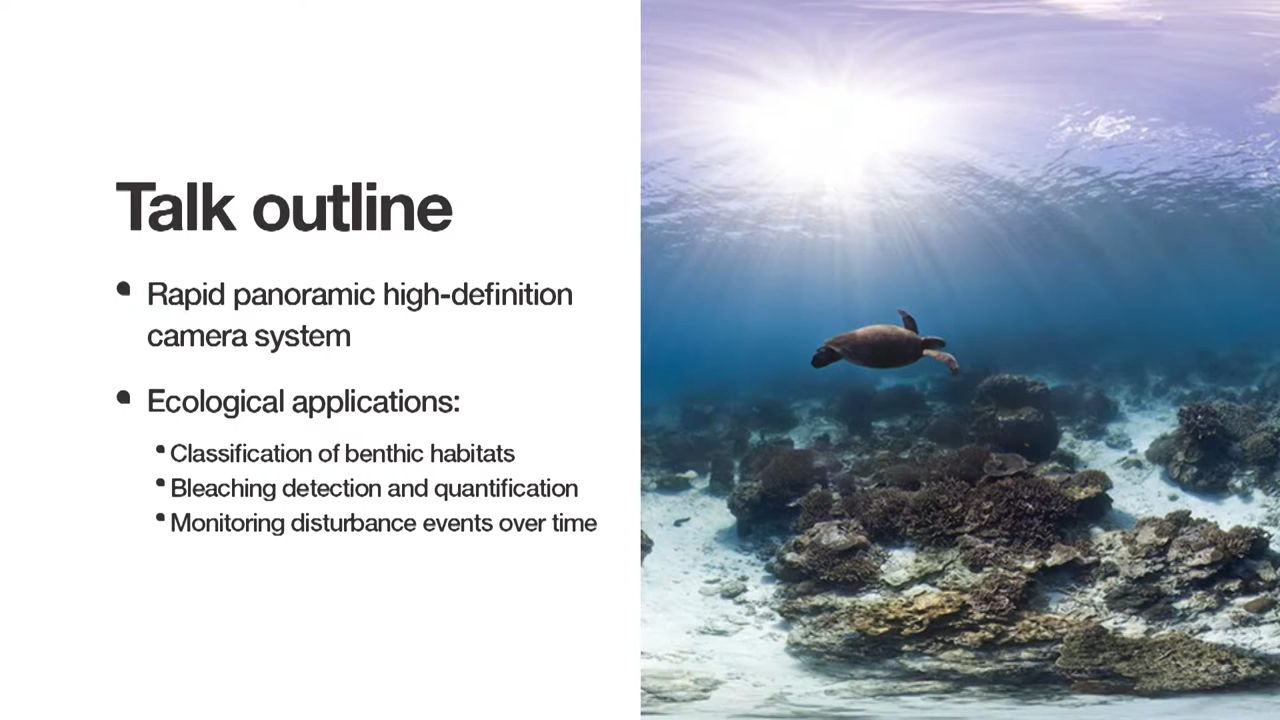 Talk outline
• Rapid panoramic high-definition
camera system
• Ecological applications:
• Classification of benthic habitats
• Bleaching detection and quantification
• Monitoring disturbance events over time